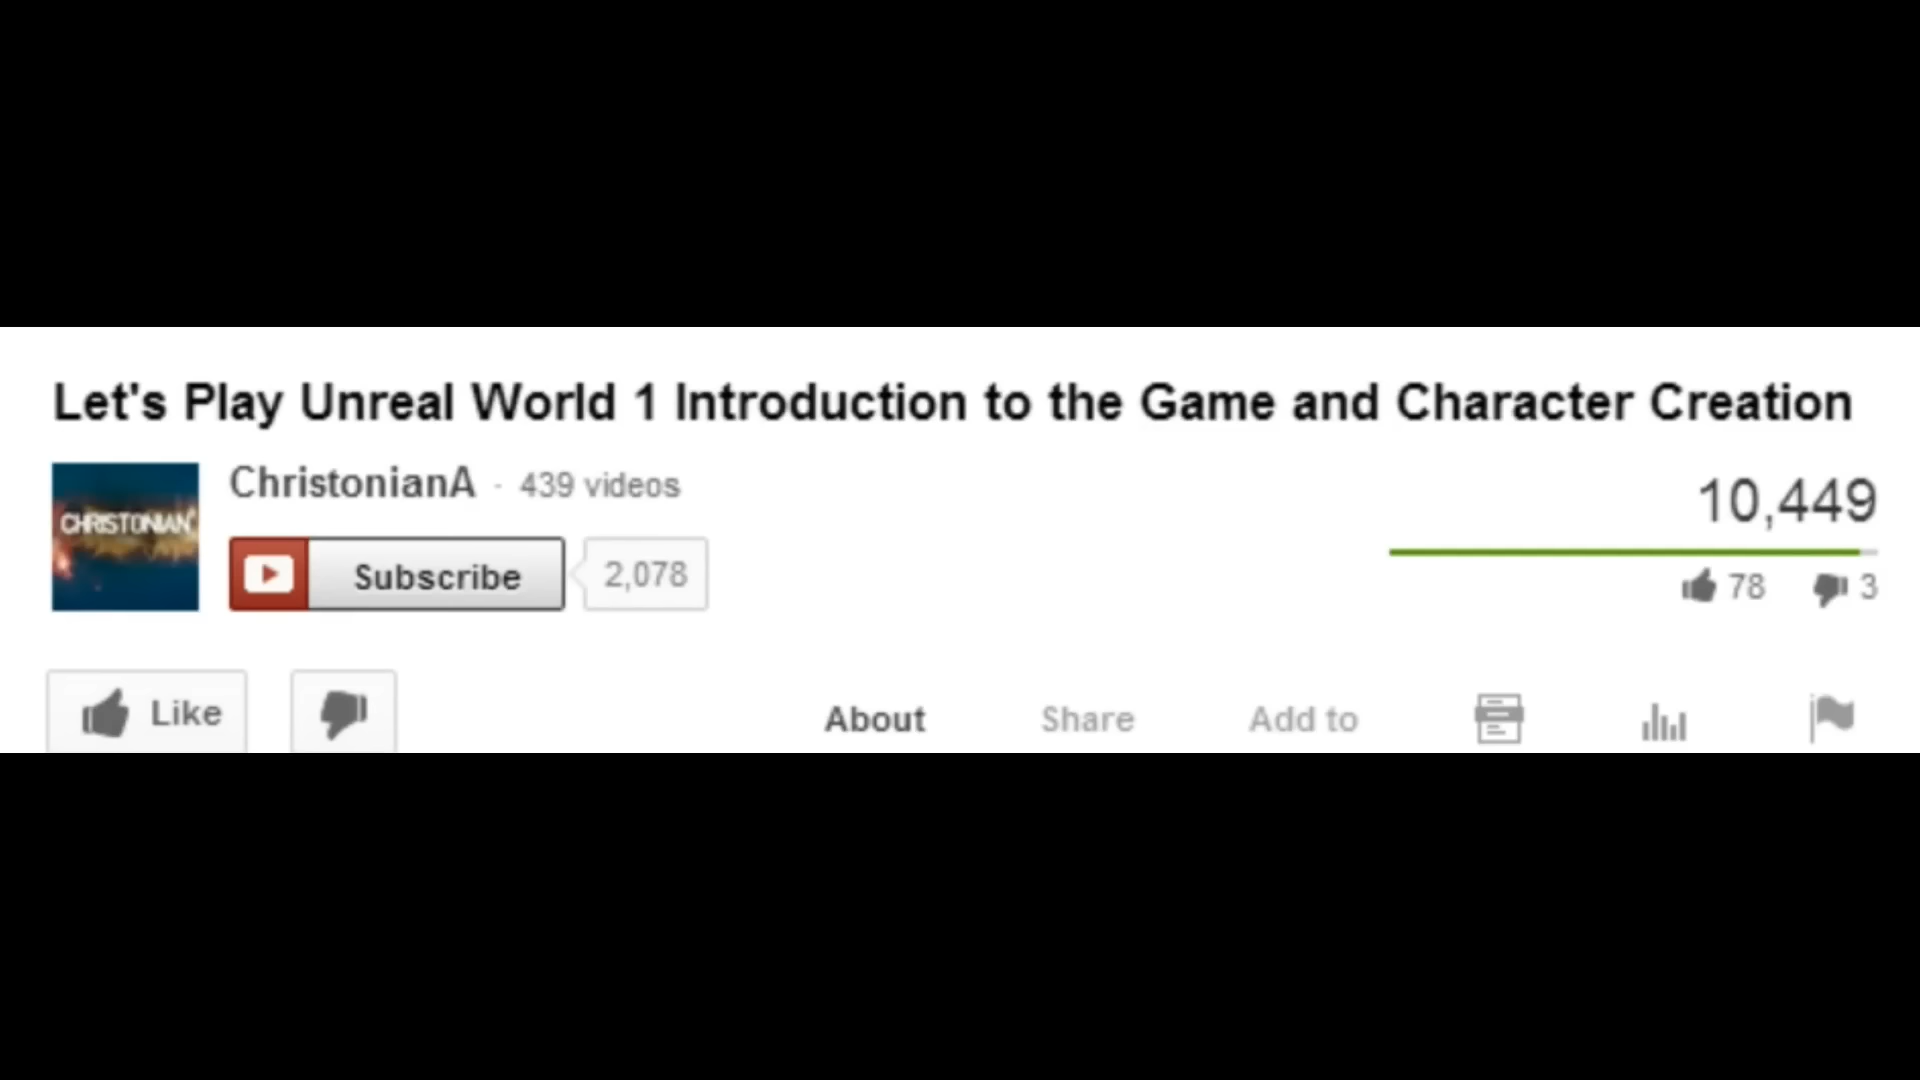 Let's Play Unreal World 1 Introduction to the Game and Character Creation
ChristonianA - 439 videos
CHRISTONIAN
10,449
Subscribe 2,078
78 3
Like
About Share Add to